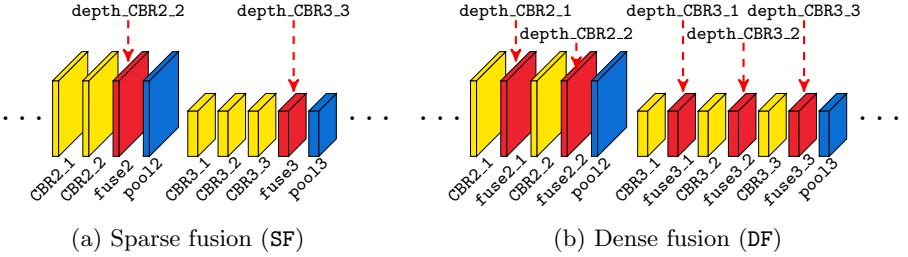 depth_CBR2_2 depth_CBR3_3
CBR2_1 CBR2_2 fuse2 pool2 CBR3_1 CBR3_2 CBR3_3 fuse3 pool3
(a) Sparse fusion (SF)
depth_CBR2_1 depth_CBR3_1 depth_CBR3_3
depth_CBR2_2 depth_CBR3_2
CBR2_1 fuse2_1 CBR2_2 fuse2_2 pool2 CBR3_1 fuse3_1 CBR3_2 fuse3_2 CBR3_3 fuse3_3 pool3
(b) Dense fusion (DF)